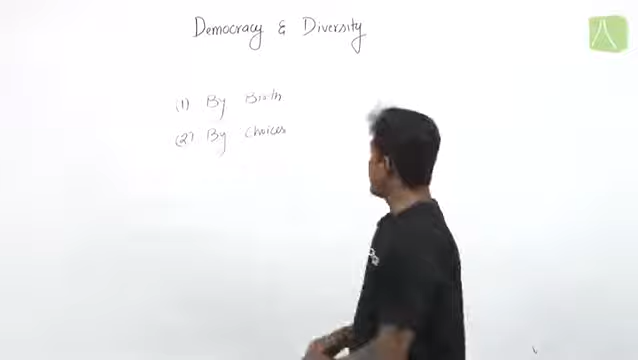 Democracy & Diversity
(1) By Birth
(2) By Choices